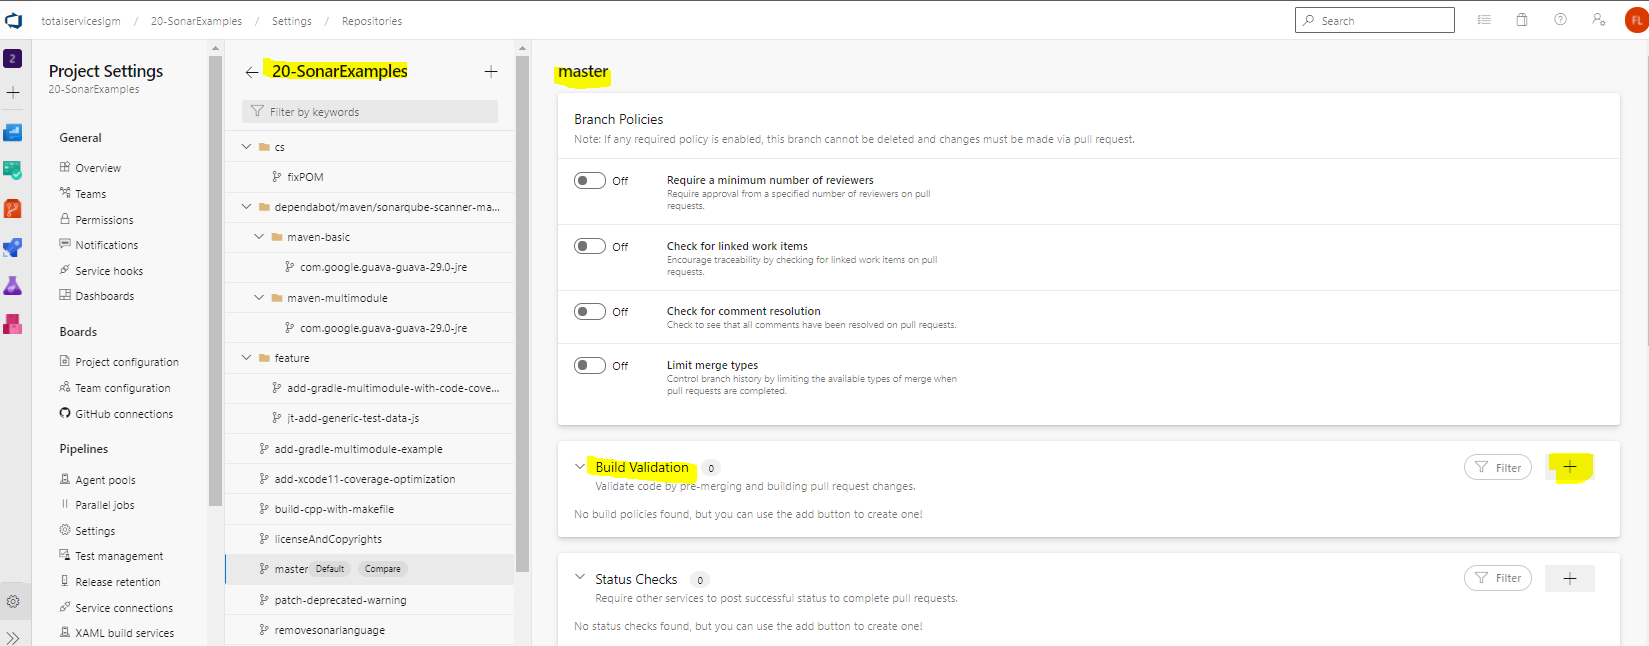 totalservicesigm / 20-SonarExamples / Settings / Repositories
Search
FL
2
Project Settings
20-SonarExamples
General
Overview
Teams
Permissions
Notifications
Service hooks
Dashboards
Boards
Project configuration
Team configuration
GitHub connections
Pipelines
Agent pools
Parallel jobs
Settings
Test management
Release retention
Service connections
XAML build services
20-SonarExamples
Filter by keywords
cs
fixPOM
dependabot/maven/sonarqube-scanner-ma...
maven-basic
com.google.guava-guava-29.0-jre
maven-multimodule
com.google.guava-guava-29.0-jre
feature
add-gradle-multimodule-with-code-cove...
jt-add-generic-test-data-js
add-gradle-multimodule-example
add-xcode11-coverage-optimization
build-cpp-with-makefile
licenseAndCopyrights
master Default Compare
patch-deprecated-warning
removesonarlanguage
master
Branch Policies
Note: If any required policy is enabled, this branch cannot be deleted and changes must be made via pull request.
Off
Require a minimum number of reviewers
Require approval from a specified number of reviewers on pull
requests.
Off
Check for linked work items
Encourage traceability by checking for linked work items on pull
requests.
Off
Check for comment resolution
Check to see that all comments have been resolved on pull requests.
Off
Limit merge types
Control branch history by limiting the available types of merge when
pull requests are completed.
Build Validation 0
Filter
Validate code by pre-merging and building pull request changes.
No build policies found, but you can use the add button to create one!
Status Checks 0
Filter
Require other services to post successful status to complete pull requests.
No status checks found, but you can use the add button to create one!